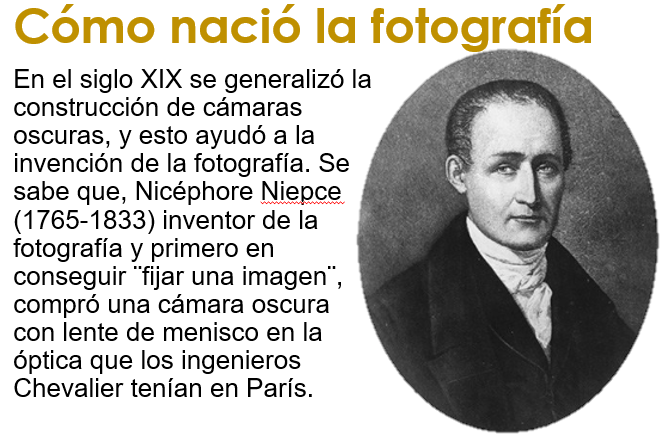 Cómo nació la fotografía
En el siglo XIX se generalizó la
construcción de cámaras
oscuras, y esto ayudó a la
invención de la fotografía. Se
sabe que, Nicéphore Niepce
(1765-1833) inventor de la
fotografía y primero en
conseguir ¨fijar una imagen¨,
compró una cámara oscura
con lente de menisco en la
óptica que los ingenieros
Chevalier tenían en París.